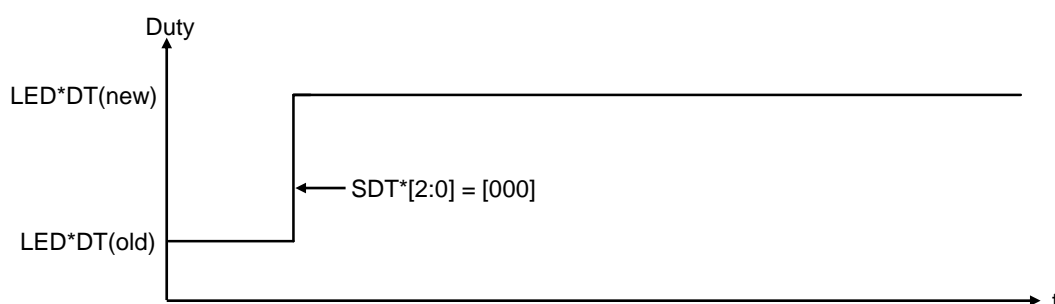 Duty
LED*DT(new)
SDT*[2:0] = [000]
LED*DT(old)
t